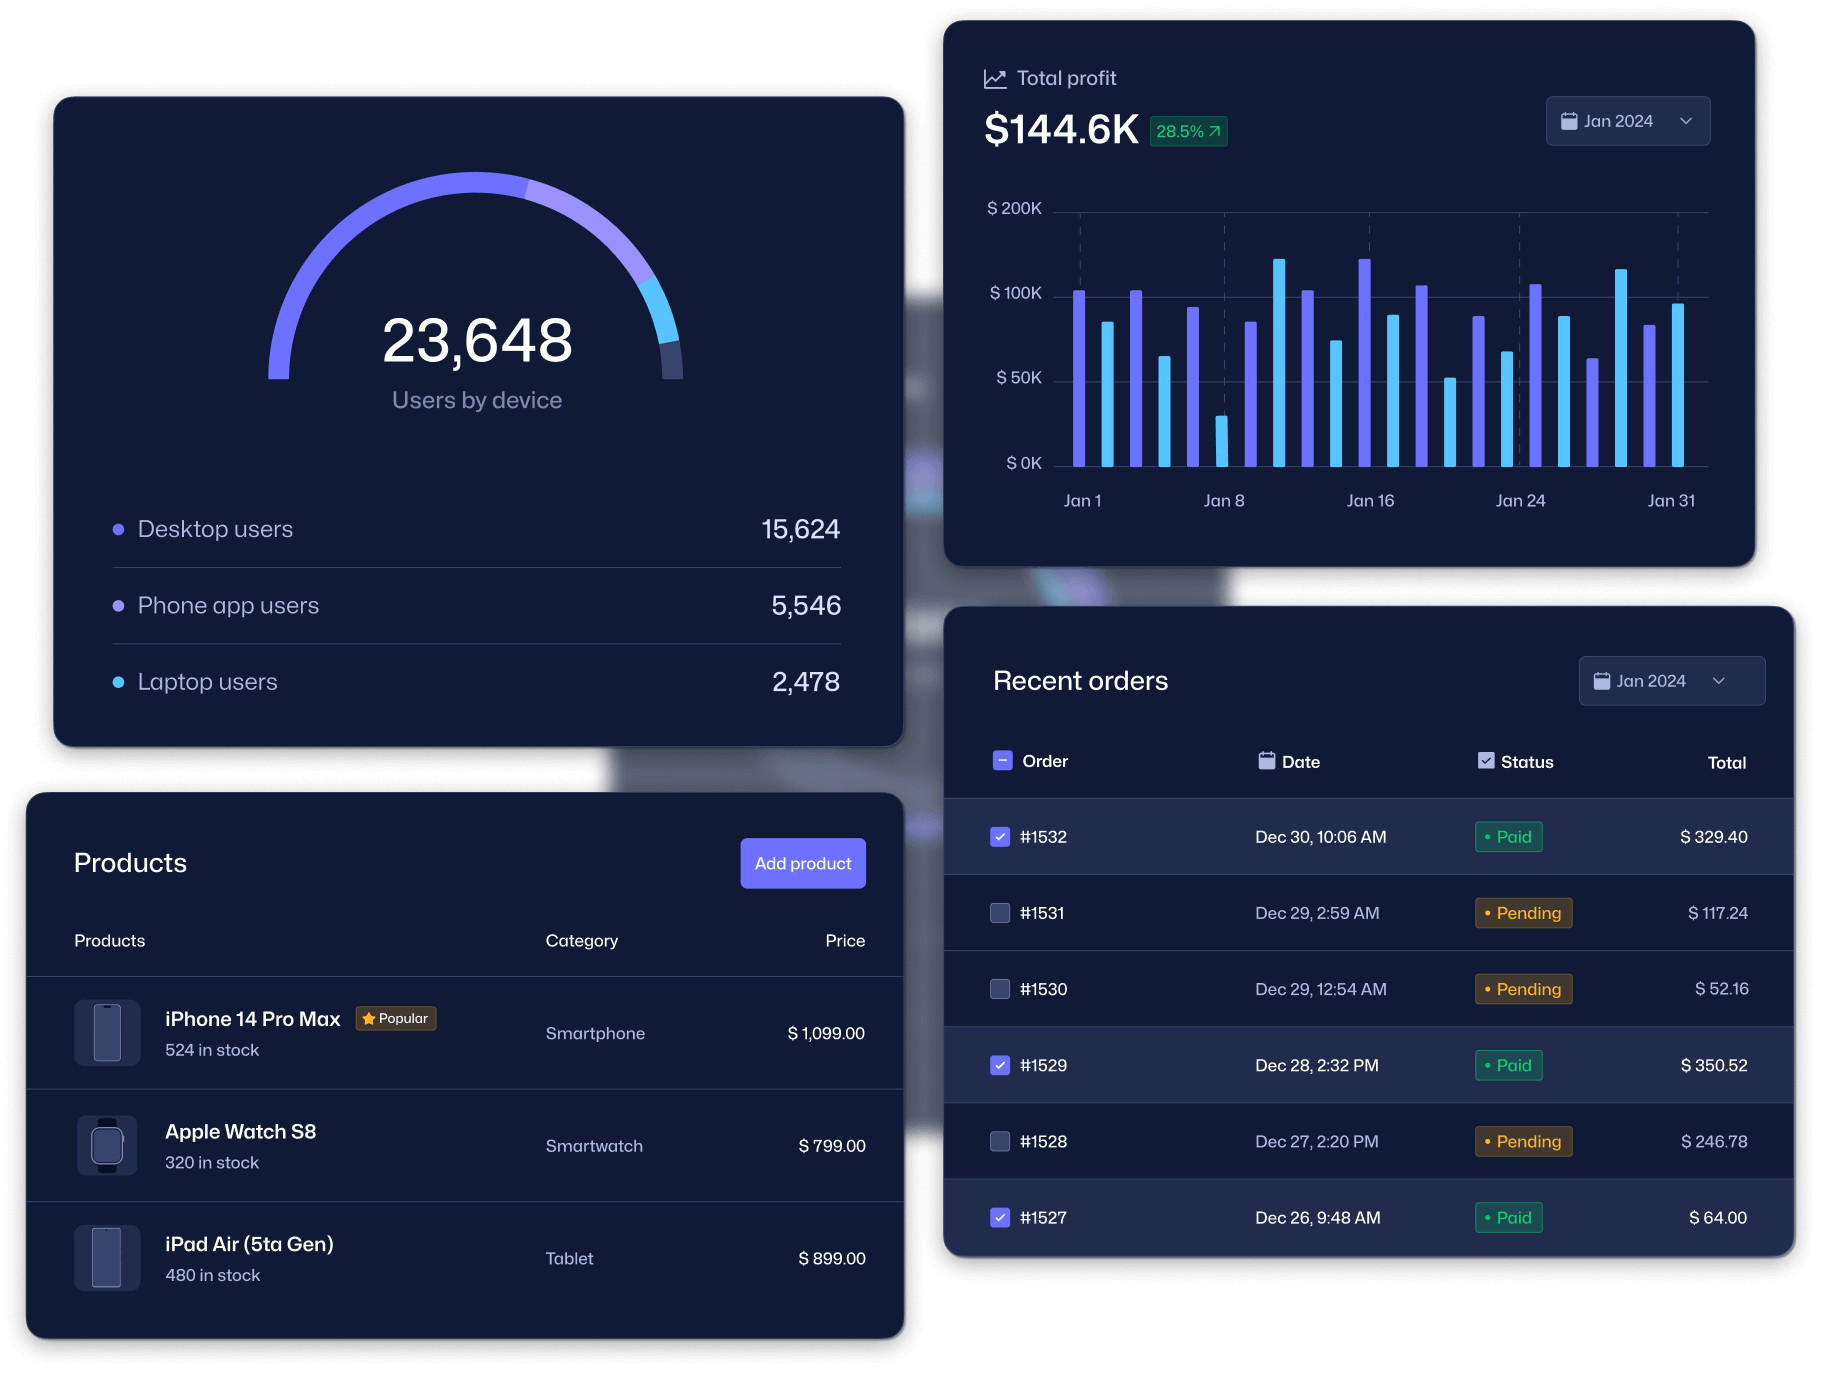 23,648
Users by device
Desktop users 15,624
Phone app users 5,546
Laptop users 2,478
Total profit
$144.6K 28.5%
Jan 2024
$ 200K
$ 100K
$ 50K
$ 0K
Jan 1 Jan 8 Jan 16 Jan 24 Jan 31
Products Add product
Products Category Price
iPhone 14 Pro Max Popular
524 in stock
Smartphone $ 1,099.00
Apple Watch S8
320 in stock
Smartwatch $ 799.00
iPad Air (5ta Gen)
480 in stock
Tablet $ 899.00
Recent orders Jan 2024
Order Date Status Total
#1532 Dec 30, 10:06 AM • Paid $ 329.40
#1531 Dec 29, 2:59 AM • Pending $ 117.24
#1530 Dec 29, 12:54 AM • Pending $ 52.16
#1529 Dec 28, 2:32 PM • Paid $ 350.52
#1528 Dec 27, 2:20 PM • Pending $ 246.78
#1527 Dec 26, 9:48 AM • Paid $ 64.00